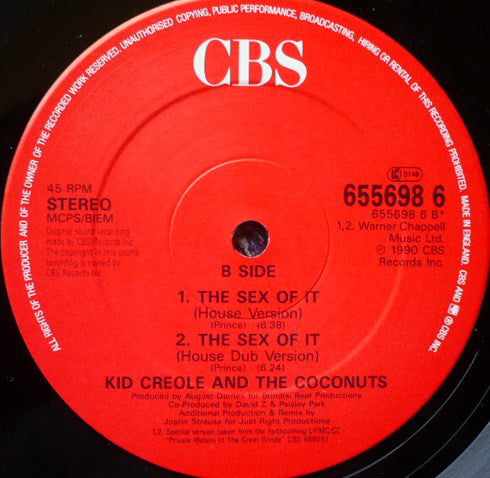 ALL RIGHTS OF THE PRODUCER AND OF THE OWNER OF THE RECORDED WORK RESERVED. UNAUTHORISED COPYING, PUBLIC PERFORMANCE, BROADCASTING, HIRING OR RENTAL OF THIS RECORDING PROHIBITED. MADE IN ENGLAND. CBS AND ARE ® CBS INC.
CBS
45 RPM
STEREO
MCPS/BIEM
Original sound recording
made by CBS Records Inc.
The copyright in this sound
recording is owned by
CBS Records Inc.
0149
655698 6
655698 6 B*
1,2. Warner Chappell
Music Ltd.
℗ 1990 CBS
Records Inc.
B SIDE
1. THE SEX OF IT
(House Version)
(Prince) (6.38)
2. THE SEX OF IT
(House Dub Version)
(Prince) (6.24)
KID CREOLE AND THE COCONUTS
Produced by August Darnell for Brindisi Reel Productions
Co-Produced by David Z & Paisley Park
Additional Production & Remix by
Justin Strauss for Just Right Productions
1,2. Special version taken from the forthcoming LP/MC/CD
"Private Waters In The Great Divide" CBS